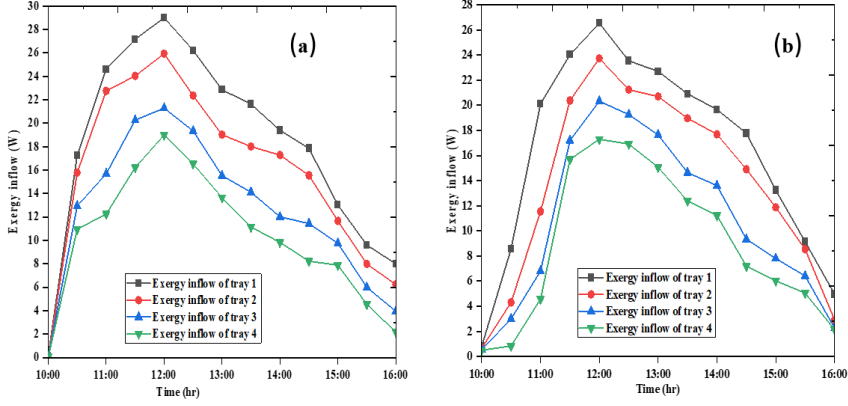 (a)
30
28
26
24
22
20
18
16
14
12
10
8
6
4
2
0
Exergy inflow (W)
Exergy inflow of tray 1
Exergy inflow of tray 2
Exergy inflow of tray 3
Exergy inflow of tray 4
10:00 11:00 12:00 13:00 14:00 15:00 16:00
Time (hr)
(b)
28
26
24
22
20
18
16
14
12
10
8
6
4
2
0
Exergy inflow (W)
Exergy inflow of tray 1
Exergy inflow of tray 2
Exergy inflow of tray 3
Exergy inflow of tray 4
10:00 11:00 12:00 13:00 14:00 15:00 16:00
Time (hr)